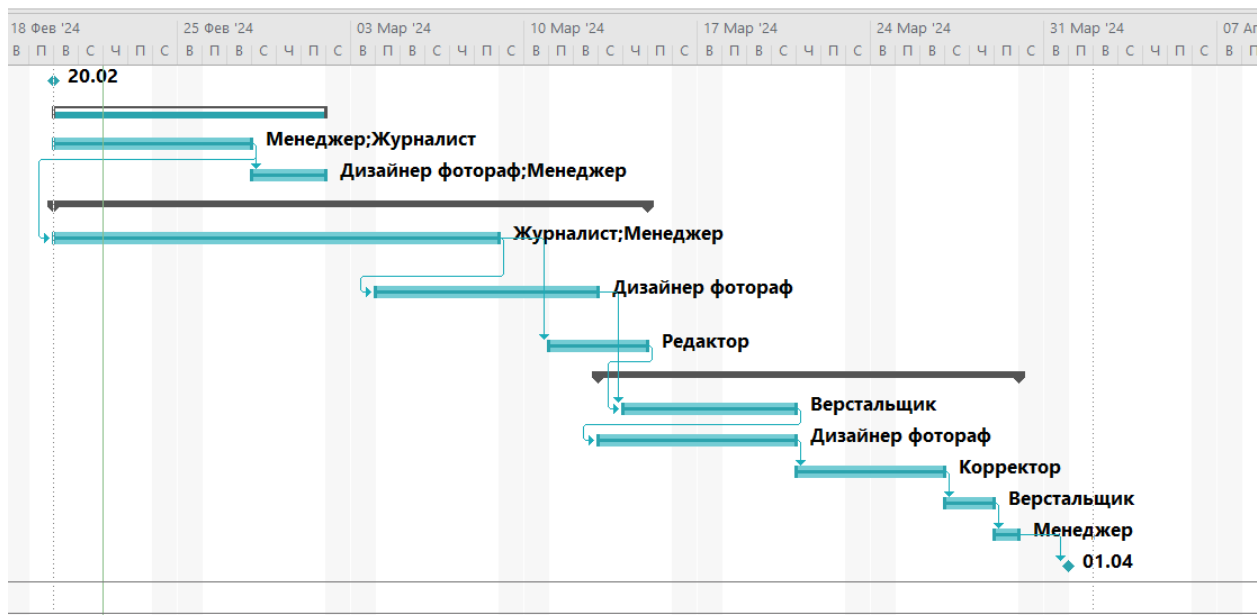 18 Фев '24 25 Фев '24 03 Мар '24 10 Мар '24 17 Мар '24 24 Мар '24 31 Мар '24 07 Ап
В П В С Ч П С В П В С Ч П С В П В С Ч П С В П В С Ч П С В П В С Ч П С В П В С Ч П С В П В С Ч П С В П
20.02
Менеджер;Журналист
Дизайнер фотораф;Менеджер
Журналист;Менеджер
Дизайнер фотораф
Редактор
Верстальщик
Дизайнер фотораф
Корректор
Верстальщик
Менеджер
01.04